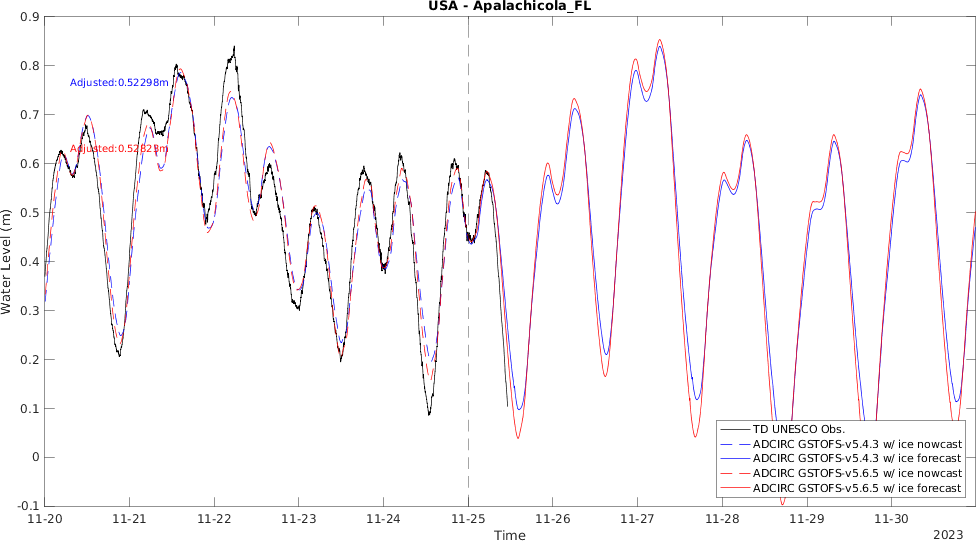 USA - Apalachicola_FL
Water Level (m)
0.9
0.8
0.7
0.6
0.5
0.4
0.3
0.2
0.1
0
-0.1
Adjusted:0.52298m
TD UNESCO Obs.
ADCIRC GSTOFS-v5.4.3 w/ ice nowcast
ADCIRC GSTOFS-v5.4.3 w/ ice forecast
ADCIRC GSTOFS-v5.6.5 w/ ice nowcast
ADCIRC GSTOFS-v5.6.5 w/ ice forecast
11-20 11-21 11-22 11-23 11-24 11-25 11-26 11-27 11-28 11-29 11-30
Time
2023